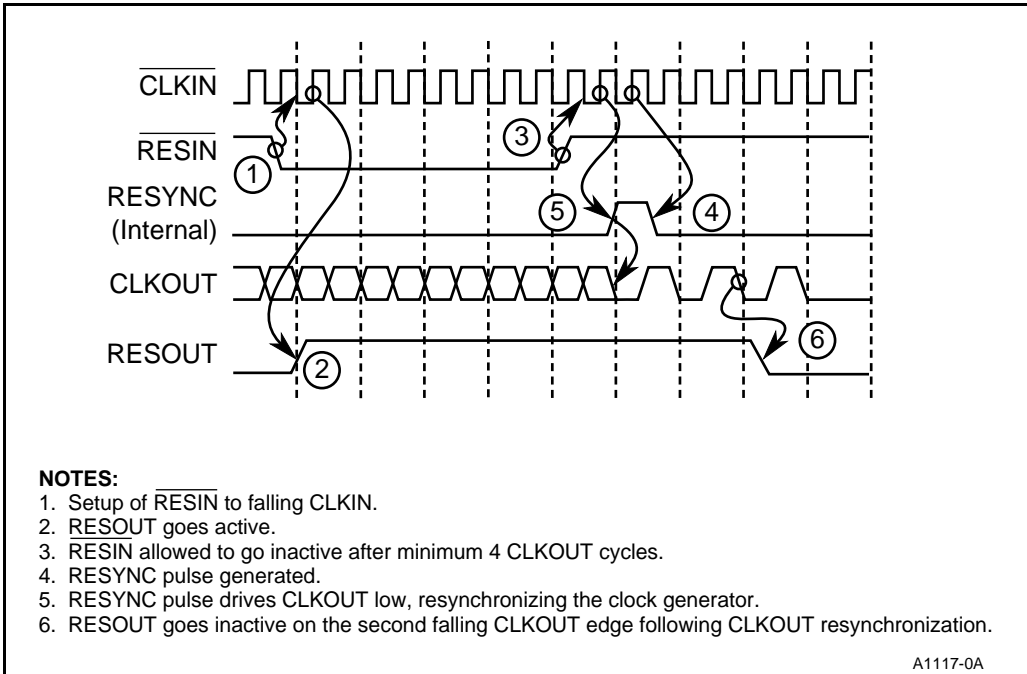 CLKIN
RESIN
3
1
RESYNC
(Internal)
5
4
CLKOUT
RESOUT
2
6
NOTES:
1. Setup of RESIN to falling CLKIN.
2. RESOUT goes active.
3. RESIN allowed to go inactive after minimum 4 CLKOUT cycles.
4. RESYNC pulse generated.
5. RESYNC pulse drives CLKOUT low, resynchronizing the clock generator.
6. RESOUT goes inactive on the second falling CLKOUT edge following CLKOUT resynchronization.
A1117-0A